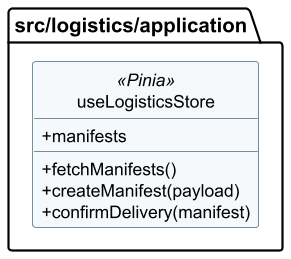 src/logistics/application
«Pinia»
useLogisticsStore
+manifests
+fetchManifests()
+createManifest(payload)
+confirmDelivery(manifest)